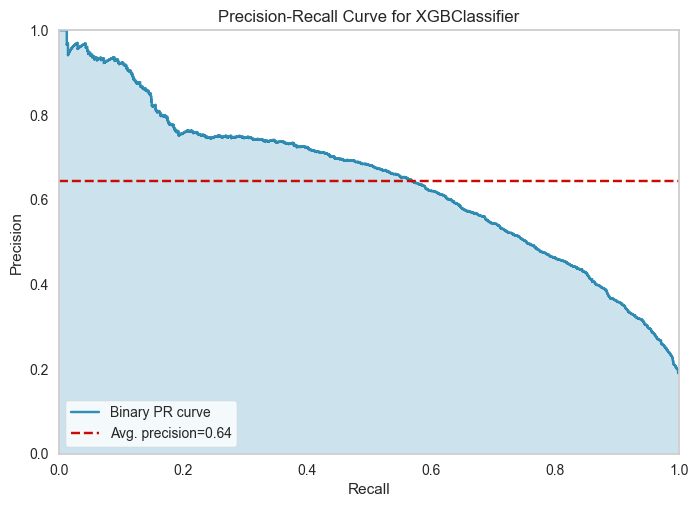 Precision-Recall Curve for XGBClassifier
1.0
0.8
0.6
0.4
0.2
0.0
Precision
Binary PR curve
Avg. precision=0.64
0.0 0.2 0.4 0.6 0.8 1.0
Recall